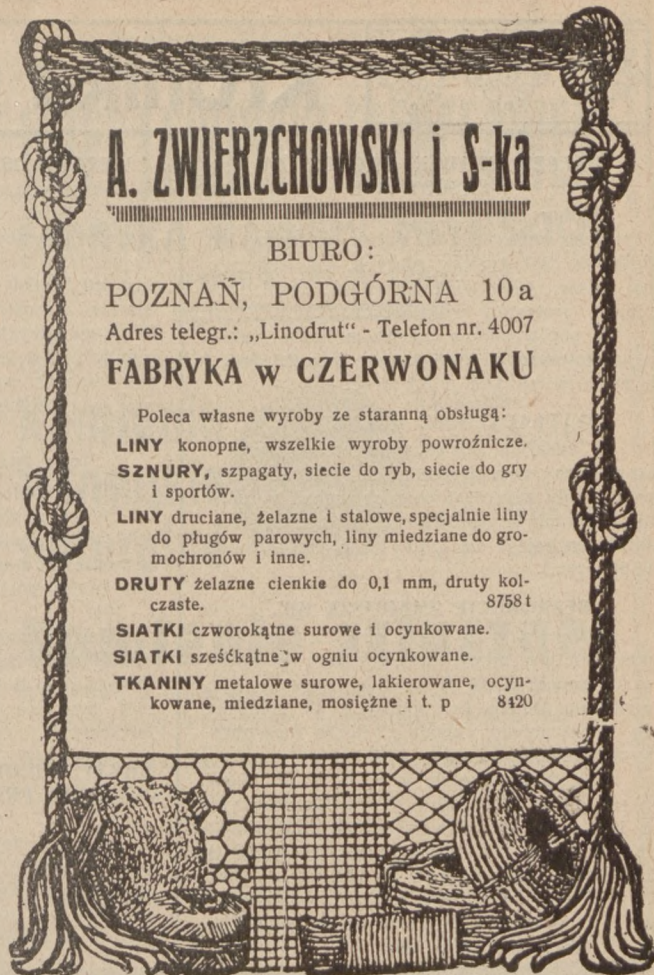 A. ZWIERZCHOWSKI i S-ka
BIURO:
POZNAŃ, PODGÓRNA 10a
Adres telegr.: „Linodrut“ - Telefon nr. 4007
FABRYKA w CZERWONAKU
Poleca własne wyroby ze staranną obsługą:
LINY konopne, wszelkie wyroby powroźnicze.
SZNURY, szpagaty, siecie do ryb, siecie do gry
i sportów.
LINY druciane, żelazne i stalowe, specjalnie liny
do pługów parowych, liny miedziane do gro-
mochronów i inne.
DRUTY żelazne cienkie do 0,1 mm, druty kol-
czaste. 8758 t
SIATKI czworokątne surowe i ocynkowane.
SIATKI sześćkątne w ogniu ocynkowane.
TKANINY metalowe surowe, lakierowane, ocyn-
kowane, miedziane, mosiężne i t. p 8420